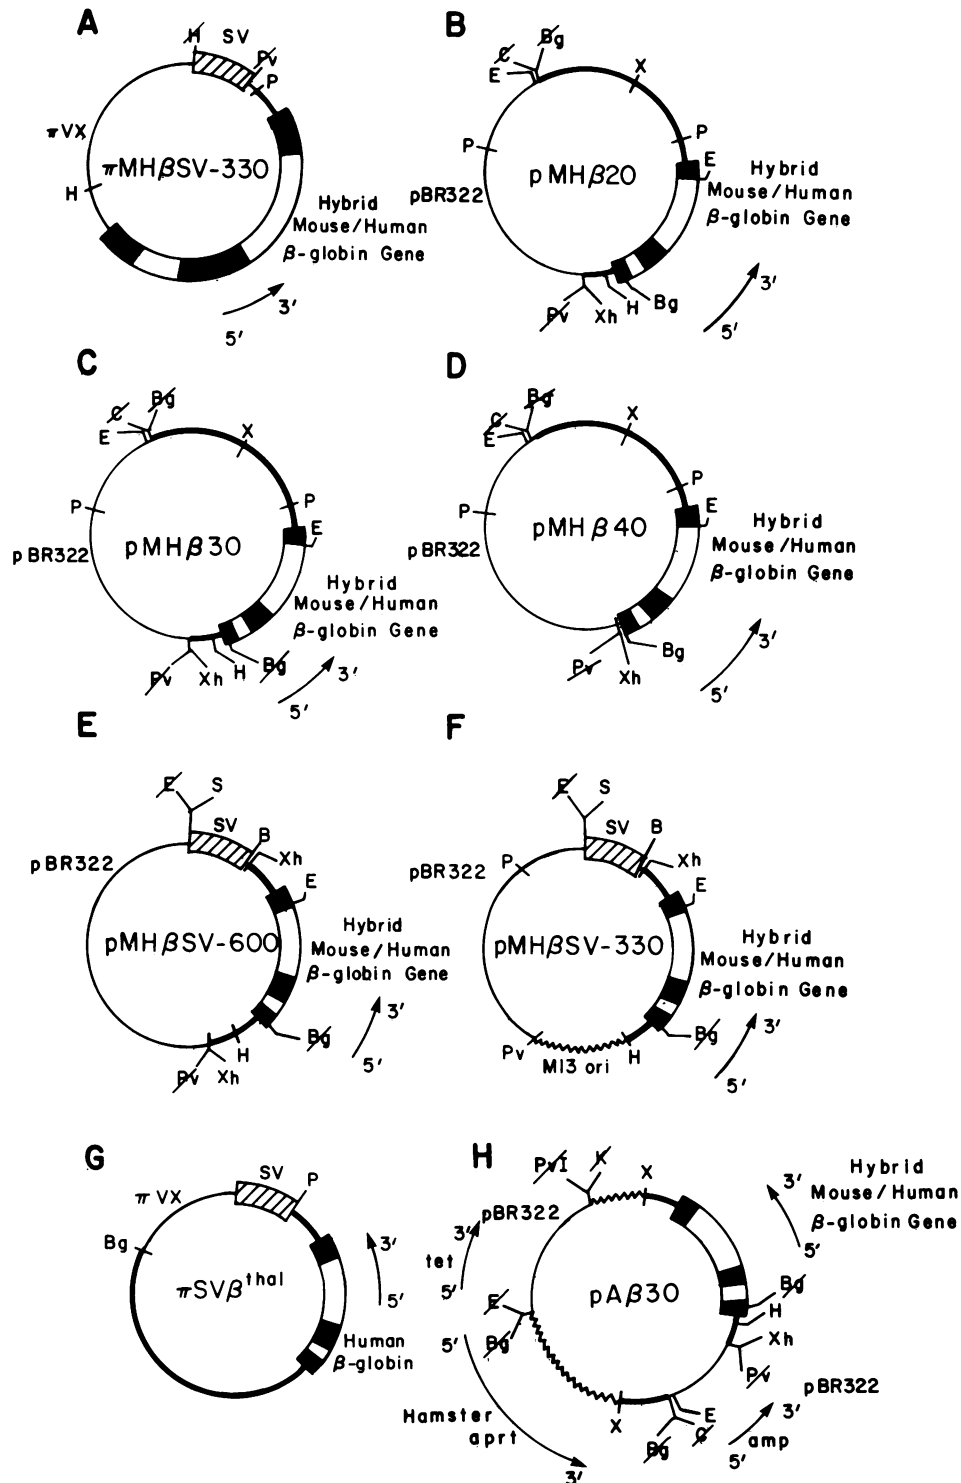 A
H SV
Pv
P
πVX
πMHβSV-330
H
Hybrid
Mouse/Human
β-globin Gene
3'
5'
B
C Bg
E
X
P
P
E
pMHβ20
pBR322
Hybrid
Mouse/Human
β-globin Gene
Pv Xh H Bg
3'
5'
C
C Bg
E
X
P
P
E
pMHβ30
pBR322
Hybrid
Mouse/Human
β-globin Gene
Pv Xh H Bg
3'
5'
D
C Bg
E
X
P
P
E
pMHβ40
pBR322
Hybrid
Mouse/Human
β-globin Gene
Pv Xh Bg
3'
5'
E
E S
SV
B
Xh
E
pBR322
pMHβSV-600
Hybrid
Mouse/Human
β-globin Gene
Bg
H
Pv Xh
3'
5'
F
E S
SV
B
Xh
E
P
pBR322
pMHβSV-330
Hybrid
Mouse/Human
β-globin Gene
Bg
H
Pv
M13 ori
3'
5'
G
SV
P
πVX
Bg
πSVβthal
3'
5'
Human
β-globin
H
PvI X X
pBR322
3'
tet
5'
E
Bg
pAβ30
3'
5'
Hybrid
Mouse/Human
β-globin Gene
Bg
H
Xh
Pv
pBR322
5'
Hamster
aprt
3'
X
Bg C E
3'
amp
5'